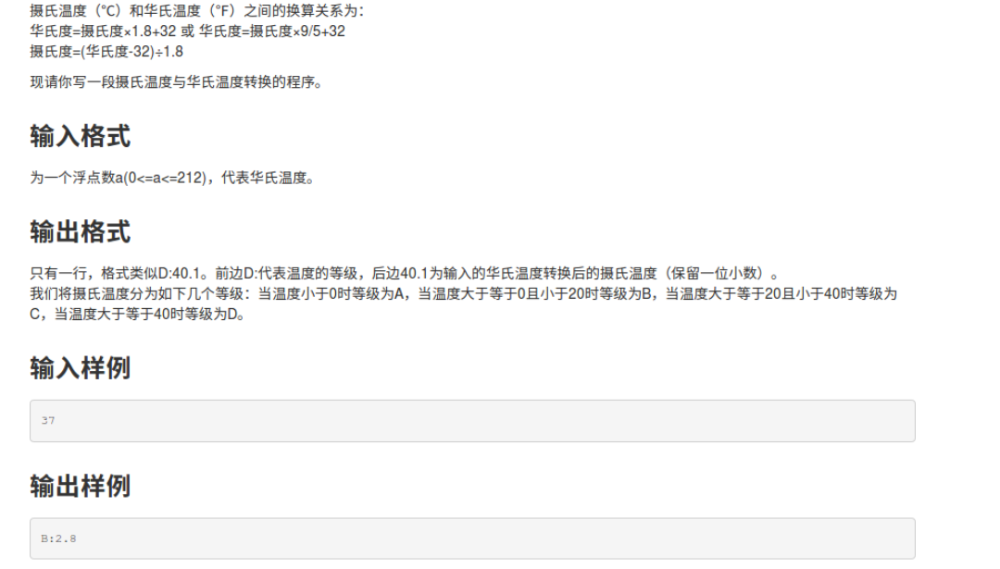 摄氏温度（℃）和华氏温度（℉）之间的换算关系为：
华氏度=摄氏度×1.8+32 或 华氏度=摄氏度×9/5+32
摄氏度=(华氏度-32)÷1.8
现请你写一段摄氏温度与华氏温度转换的程序。
输入格式
为一个浮点数a(0<=a<=212)，代表华氏温度。
输出格式
只有一行，格式类似D:40.1。前边D:代表温度的等级，后边40.1为输入的华氏温度转换后的摄氏温度（保留一位小数）。
我们将摄氏温度分为如下几个等级：当温度小于0时等级为A，当温度大于等于0且小于20时等级为B，当温度大于等于20且小于40时等级为
C，当温度大于等于40时等级为D。
输入样例
37
输出样例
B:2.8